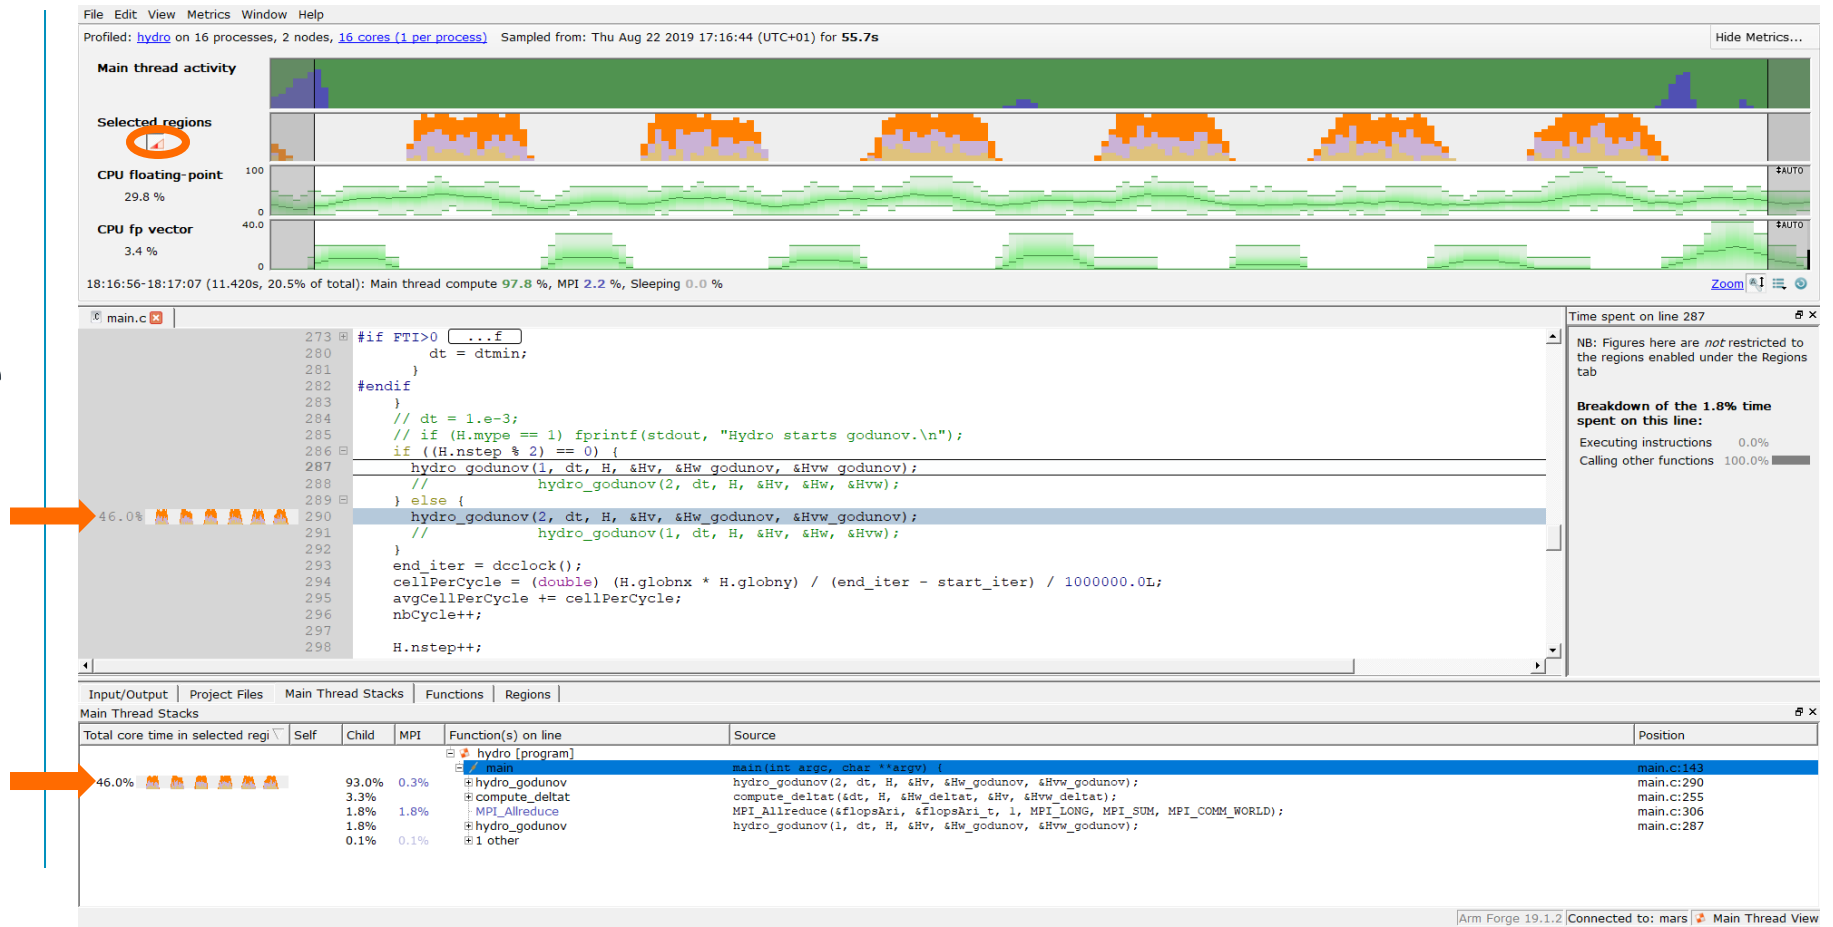 File Edit View Metrics Window Help
Profiled: hydro on 16 processes, 2 nodes, 16 cores (1 per process) Sampled from: Thu Aug 22 2019 17:16:44 (UTC+01) for 55.7s Hide Metrics...
Main thread activity
Selected regions
CPU floating-point 100 ‡AUTO
29.8 %
0
CPU fp vector 40.0 ‡AUTO
3.4 %
0
18:16:56-18:17:07 (11.420s, 20.5% of total): Main thread compute 97.8 %, MPI 2.2 %, Sleeping 0.0 % Zoom
main.c
273 #if FTI>0 ...f
280 dt = dtmin;
281 }
282 #endif
283 }
284 // dt = 1.e-3;
285 // if (H.mype == 1) fprintf(stdout, "Hydro starts godunov.\n");
286 if ((H.nstep % 2) == 0) {
287 hydro_godunov(1, dt, H, &Hv, &Hw_godunov, &Hvw_godunov);
288 // hydro_godunov(2, dt, H, &Hv, &Hw, &Hvw);
289 } else {
46.0% 290 hydro_godunov(2, dt, H, &Hv, &Hw_godunov, &Hvw_godunov);
291 // hydro_godunov(1, dt, H, &Hv, &Hw, &Hvw);
292 }
293 end_iter = dcclock();
294 cellPerCycle = (double) (H.globnx * H.globny) / (end_iter - start_iter) / 1000000.0L;
295 avgCellPerCycle += cellPerCycle;
296 nbCycle++;
297
298 H.nstep++;
Time spent on line 287
NB: Figures here are not restricted to
the regions enabled under the Regions
tab
Breakdown of the 1.8% time
spent on this line:
Executing instructions 0.0%
Calling other functions 100.0%
Input/Output Project Files Main Thread Stacks Functions Regions
Main Thread Stacks
Total core time in selected regi Self Child MPI Function(s) on line Source Position
hydro [program]
main main(int argc, char **argv) { main.c:143
46.0% 93.0% 0.3% hydro_godunov hydro_godunov(2, dt, H, &Hv, &Hw_godunov, &Hvw_godunov); main.c:290
3.3% compute_deltat compute_deltat(&dt, H, &Hw_deltat, &Hv, &Hvw_deltat); main.c:255
1.8% 1.8% MPI_Allreduce MPI_Allreduce(&flopsAri, &flopsAri_t, 1, MPI_LONG, MPI_SUM, MPI_COMM_WORLD); main.c:306
1.8% hydro_godunov hydro_godunov(1, dt, H, &Hv, &Hw_godunov, &Hvw_godunov); main.c:287
0.1% 0.1% 1 other
Arm Forge 19.1.2 Connected to: mars Main Thread View